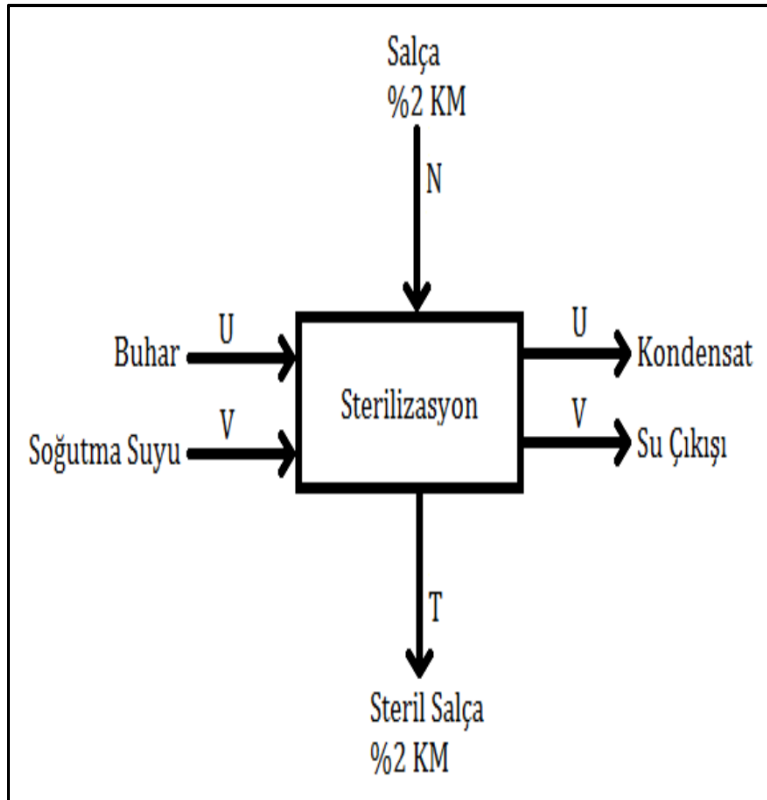 Salça
%2 KM
N
U
U
Buhar
Kondensat
Sterilizasyon
V
V
Soğutma Suyu
Su Çıkışı
T
Steril Salça
%2 KM